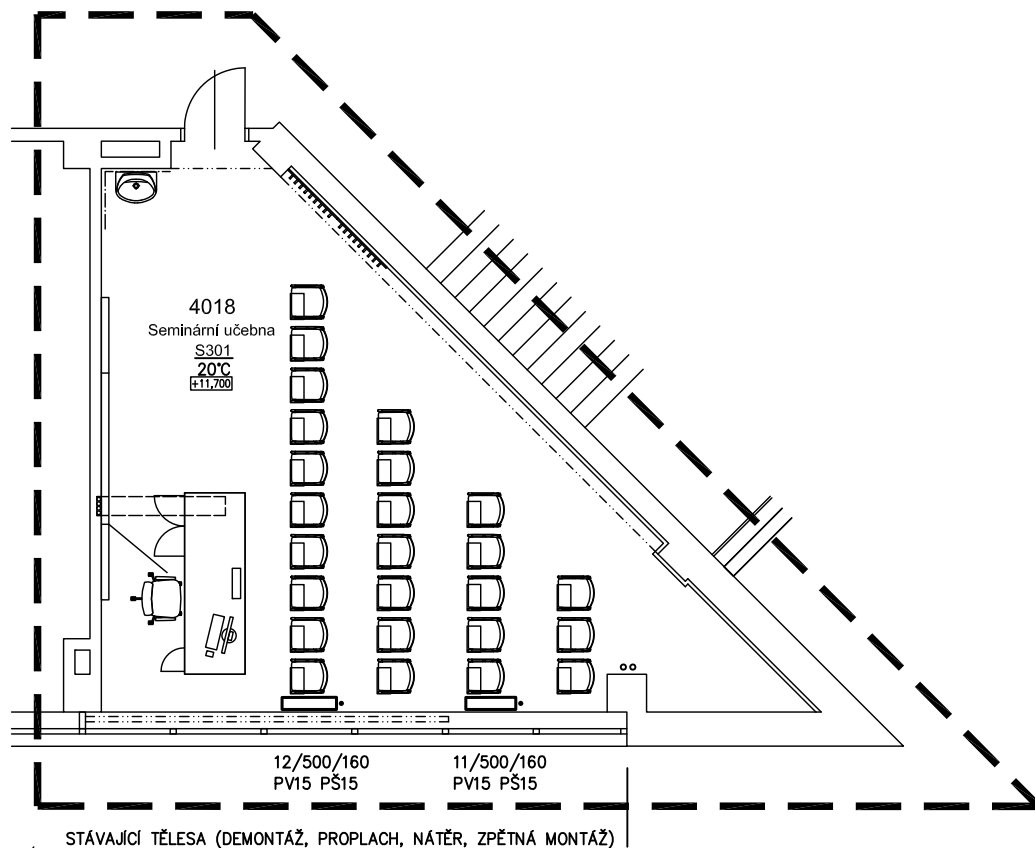 4018
Seminární učebna
S301
20°C
+11,700
12/500/160
PV15 PŠ15
11/500/160
PV15 PŠ15
STÁVAJÍCÍ TĚLESA (DEMONTÁŽ, PROPLACH, NÁTĚR, ZPĚTNÁ MONTÁŽ)